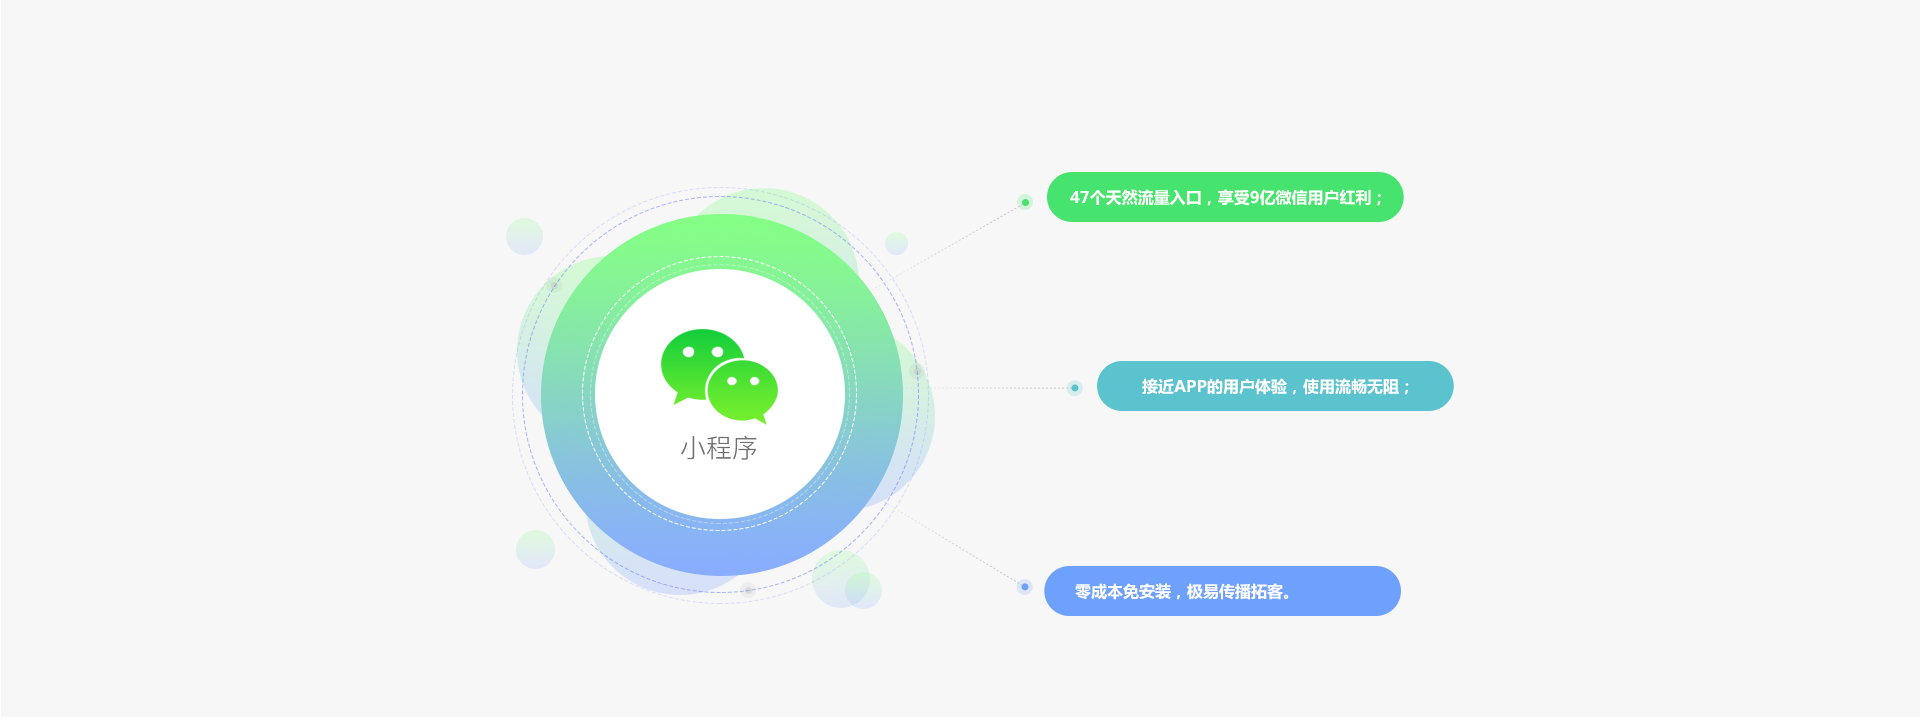 47个天然流量入口，享受9亿微信用户红利；
接近APP的用户体验，使用流畅无阻；
小程序
零成本免安装，极易传播拓客。